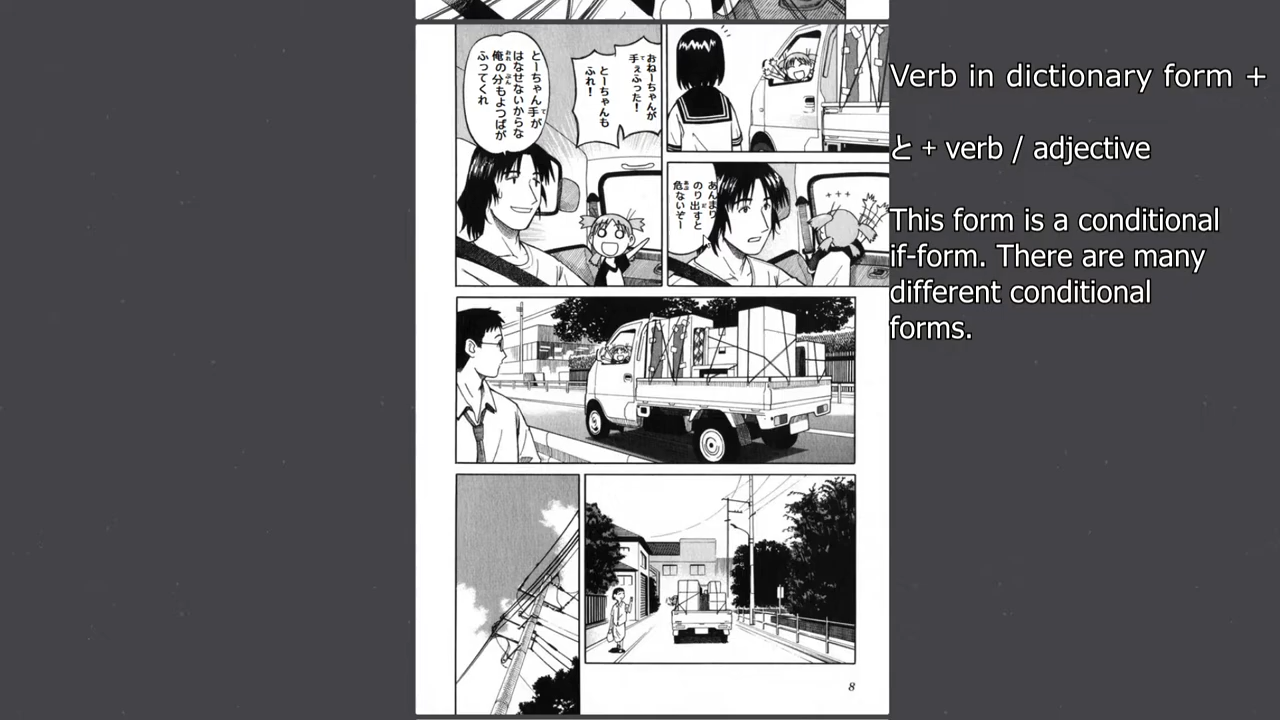 あんまり
のり出すと
危ないぞー
おねーちゃんが
手ぇふった！
とーちゃんも
ふれ！
とーちゃん手が
はなせないからな
俺の分もよつばが
ふってくれ
8
Verb in dictionary form +
と + verb / adjective
This form is a conditional
if-form. There are many
different conditional
forms.